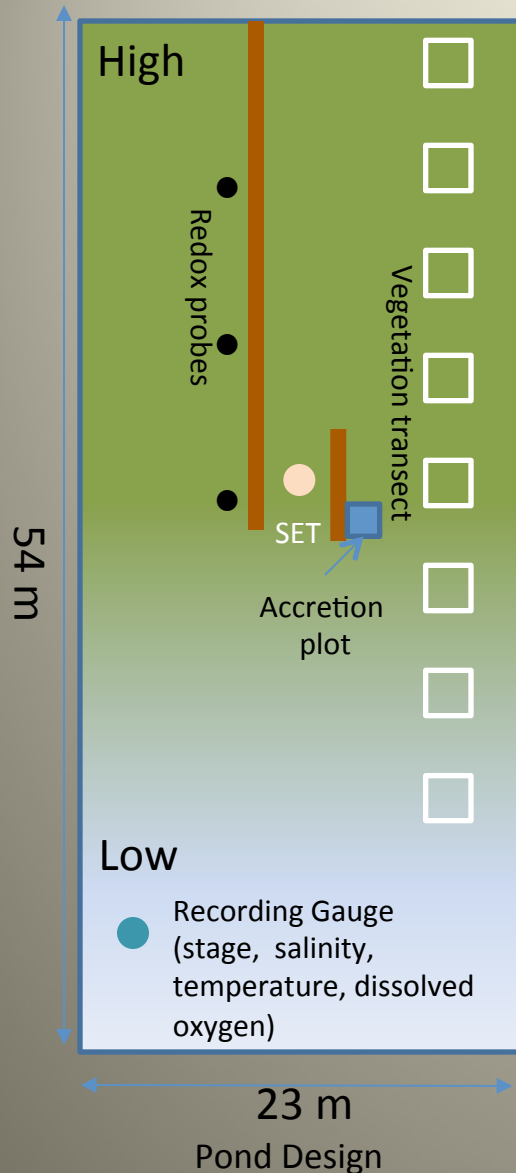 High
Redox probes
Vegetation transect
SET
54 m
Accretion
plot
Low
Recording Gauge
(stage, salinity,
temperature, dissolved
oxygen)
23 m
Pond Design